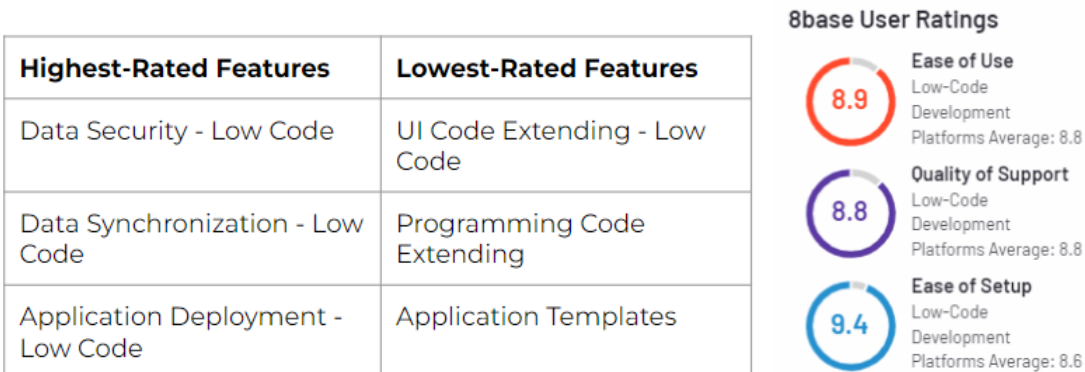 Highest-Rated Features
Lowest-Rated Features
Data Security - Low Code
UI Code Extending - Low
Code
Data Synchronization - Low
Code
Programming Code
Extending
Application Deployment -
Low Code
Application Templates
8base User Ratings
8.9
Ease of Use
Low-Code
Development
Platforms Average: 8.8
8.8
Quality of Support
Low-Code
Development
Platforms Average: 8.8
9.4
Ease of Setup
Low-Code
Development
Platforms Average: 8.6